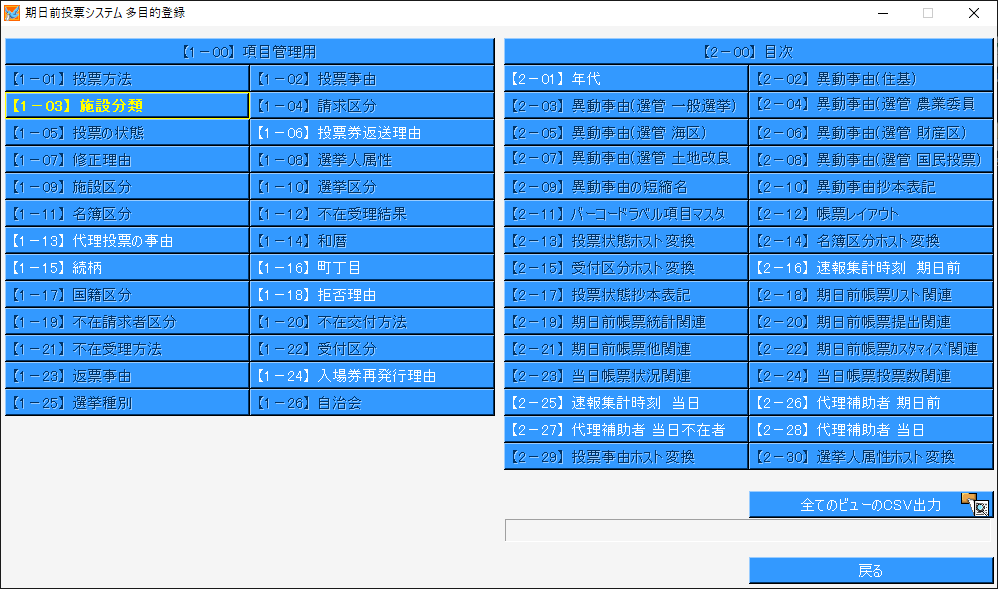 期日前投票システム 多目的登録
【1－00】項目管理用
【1－01】投票方法
【1－02】投票事由
【1－03】施設分類
【1－04】請求区分
【1－05】投票の状態
【1－06】投票券返送理由
【1－07】修正理由
【1－08】選挙人属性
【1－09】施設区分
【1－10】選挙区分
【1－11】名簿区分
【1－12】不在受理結果
【1－13】代理投票の事由
【1－14】和暦
【1－15】続柄
【1－16】町丁目
【1－17】国籍区分
【1－18】拒否理由
【1－19】不在請求者区分
【1－20】不在交付方法
【1－21】不在受理方法
【1－22】受付区分
【1－23】返票事由
【1－24】入場券再発行理由
【1－25】選挙種別
【1－26】自治会
【2－00】目次
【2－01】年代
【2－02】異動事由(住基)
【2－03】異動事由(選管 一般選挙)
【2－04】異動事由(選管 農業委員
【2－05】異動事由(選管 海区)
【2－06】異動事由(選管 財産区)
【2－07】異動事由(選管 土地改良
【2－08】異動事由(選管 国民投票)
【2－09】異動事由の短縮名
【2－10】異動事由抄本表記
【2－11】バーコードラベル項目マスタ
【2－12】帳票レイアウト
【2－13】投票状態ホスト変換
【2－14】名簿区分ホスト変換
【2－15】受付区分ホスト変換
【2－16】速報集計時刻 期日前
【2－17】投票状態抄本表記
【2－18】期日前帳票リスト関連
【2－19】期日前帳票統計関連
【2－20】期日前帳票提出関連
【2－21】期日前帳票他関連
【2－22】期日前帳票カスタマイズ関連
【2－23】当日帳票状況関連
【2－24】当日帳票投票数関連
【2－25】速報集計時刻 当日
【2－26】代理補助者 期日前
【2－27】代理補助者 当日不在者
【2－28】代理補助者 当日
【2－29】投票事由ホスト変換
【2－30】選挙人属性ホスト変換
全てのビューのCSV出力
戻る